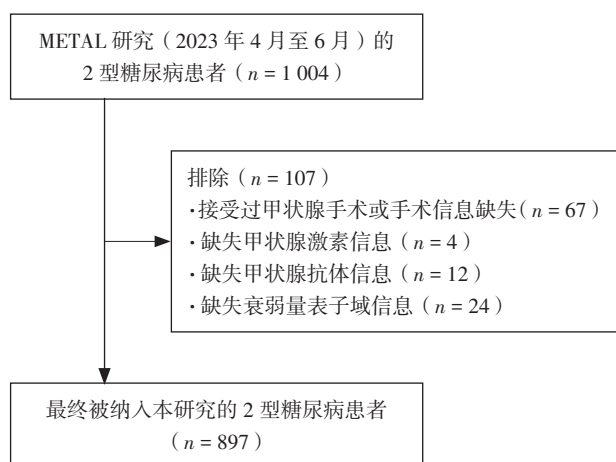 METAL 研究（2023 年 4 月至 6 月）的
2 型糖尿病患者（n = 1 004）
排除（n = 107）
·接受过甲状腺手术或手术信息缺失（n = 67）
·缺失甲状腺激素信息（n = 4）
·缺失甲状腺抗体信息（n = 12）
·缺失衰弱量表子域信息（n = 24）
最终被纳入本研究的 2 型糖尿病患者
（n = 897）